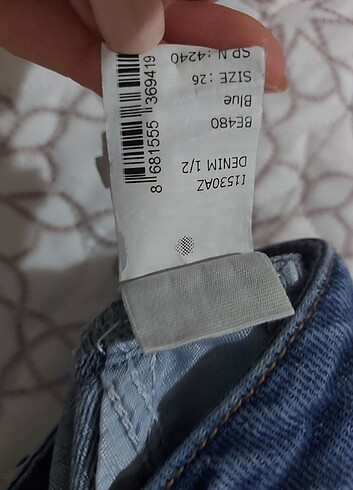 I1530AZ
DENIM 1/2
BE480
Blue
SIZE : 26
SP N : 4240
8 681555 369419